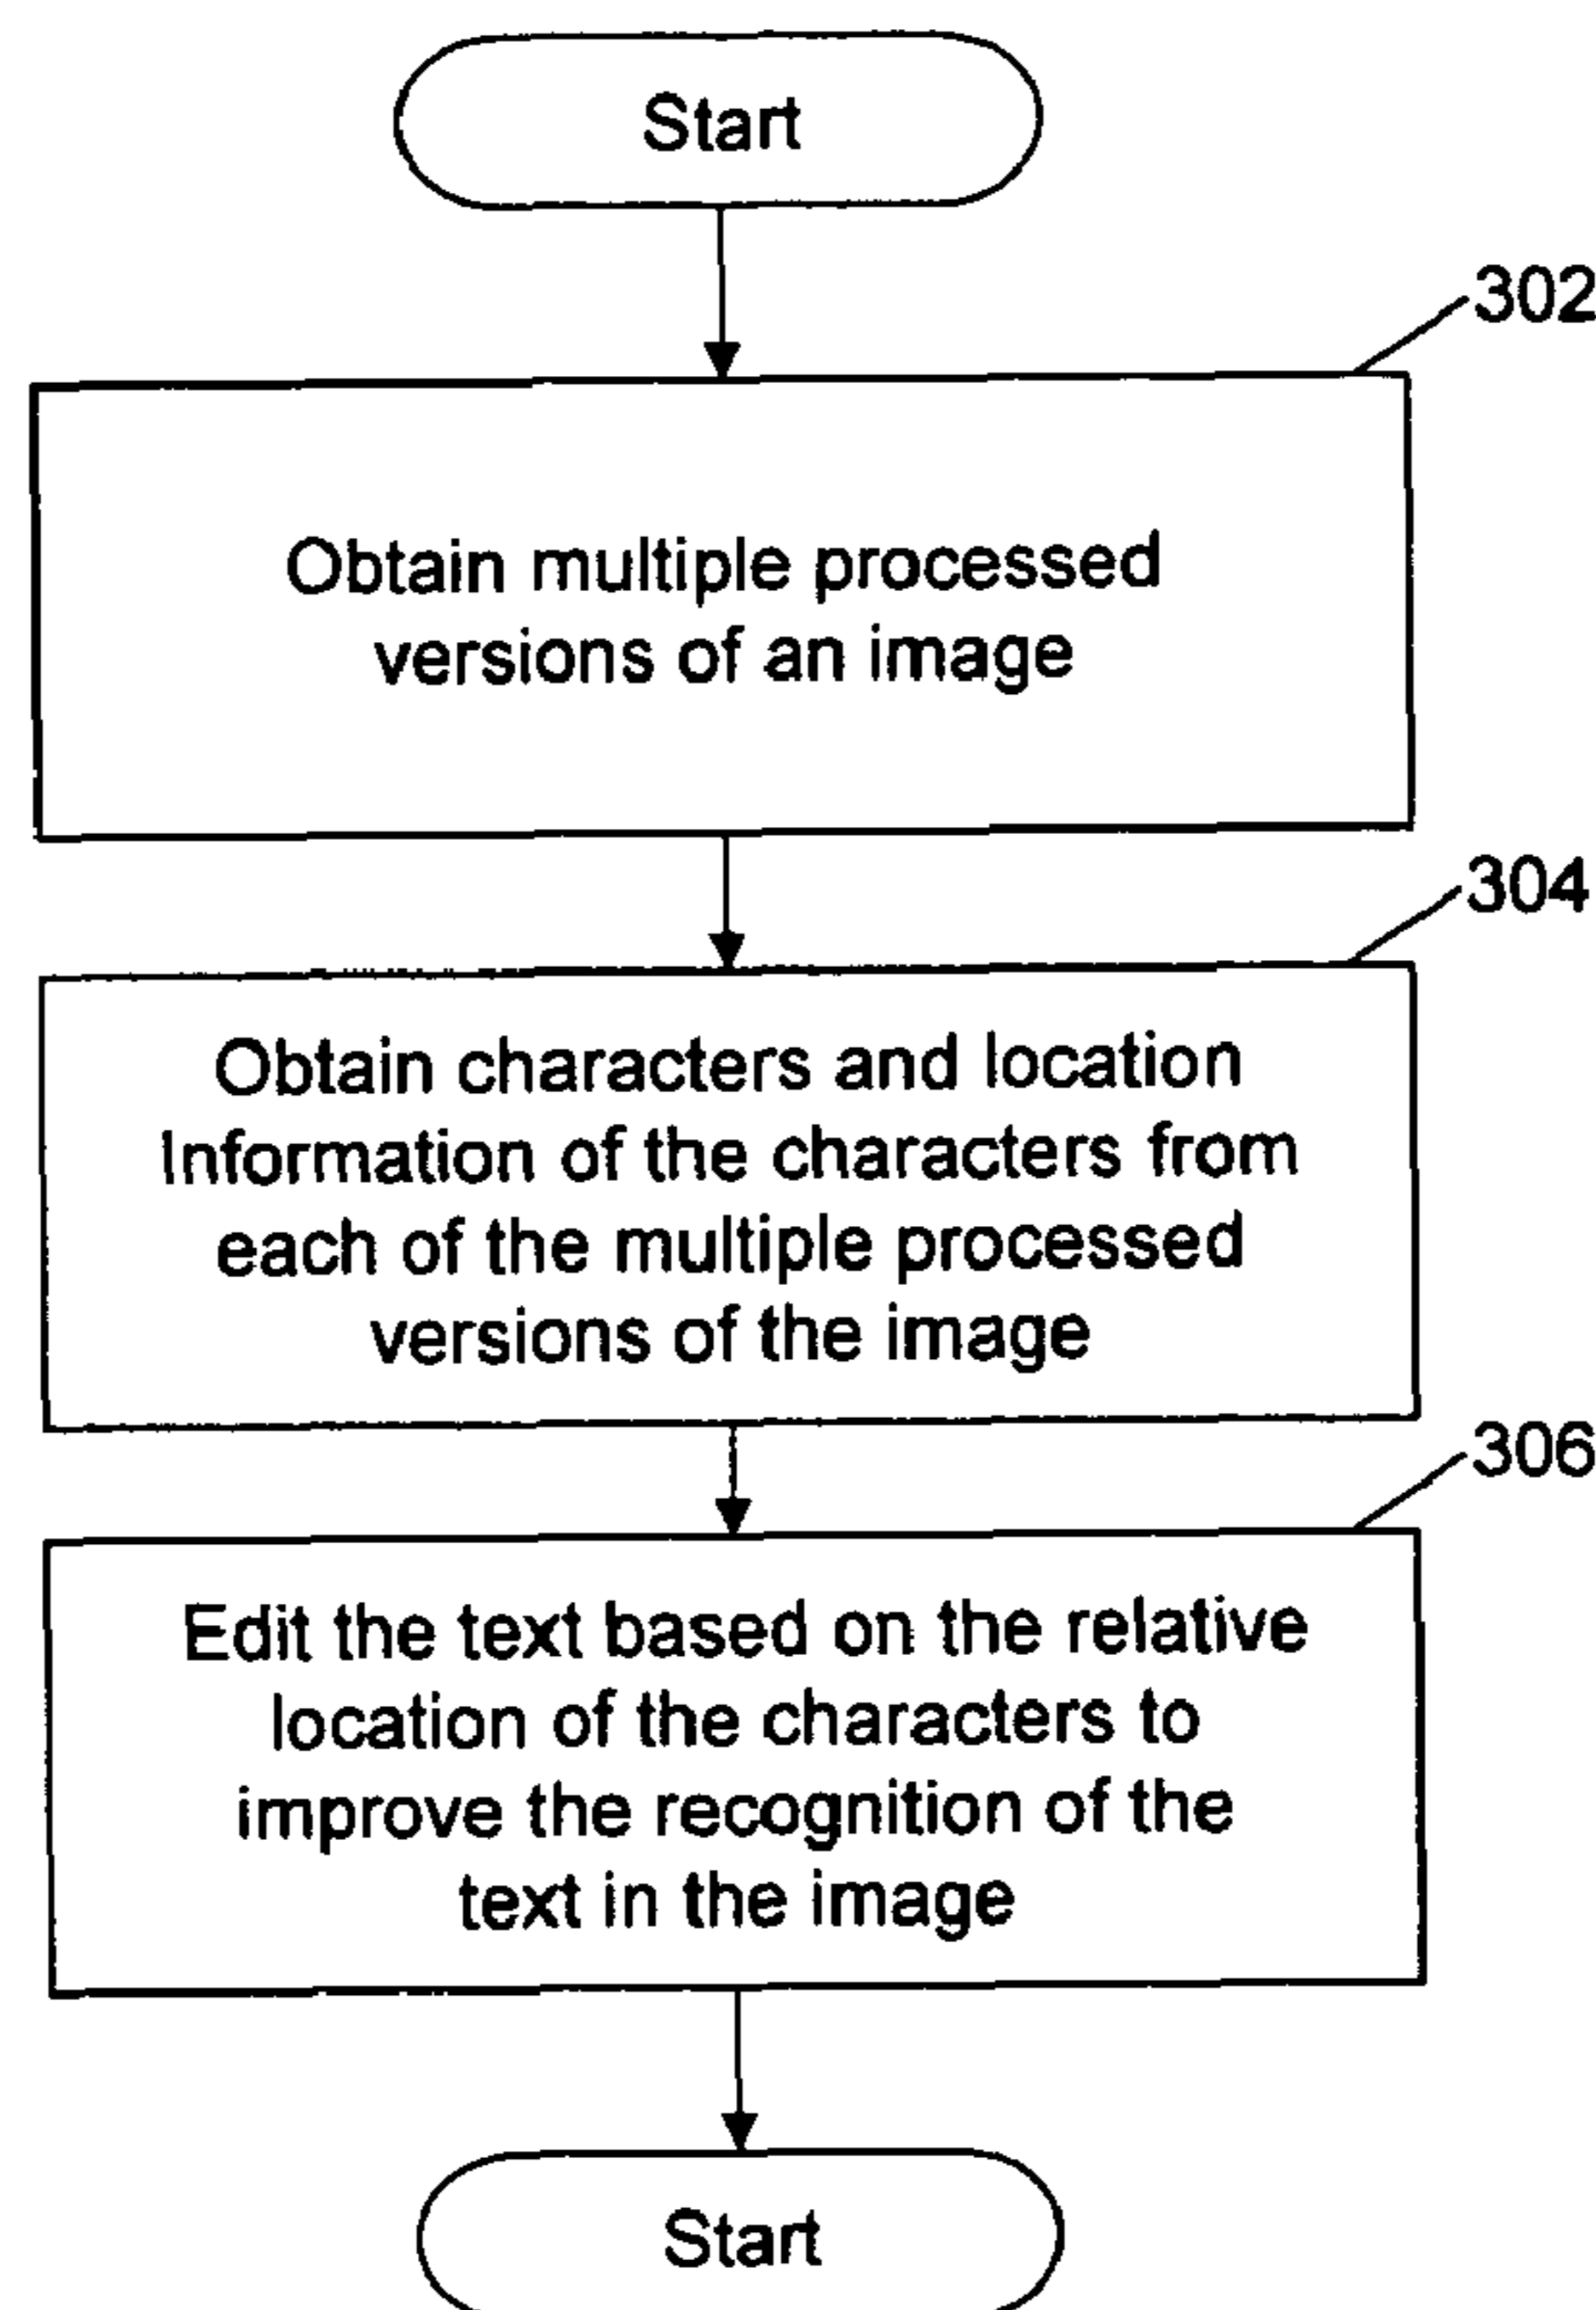 Start
302
Obtain multiple processed
versions of an image
304
Obtain characters and location
Information of the characters from
each of the multiple processed
versions of the image
306
Edit the text based on the relative
location of the characters to
improve the recognition of the
text in the image
Start